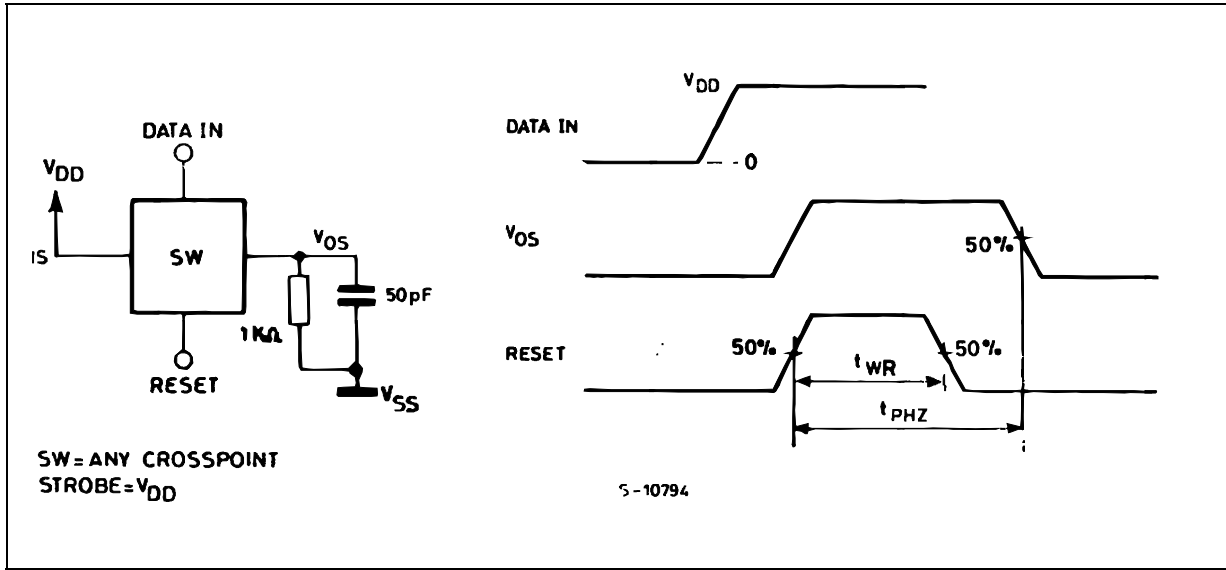 DATA IN
VDD
IS
SW
VOS
50pF
1KΩ
RESET
VSS
SW=ANY CROSSPOINT
STROBE=VDD
VDD
DATA IN
0
VOS
50%
RESET
50%
50%
tWR
tPHZ
S-10794